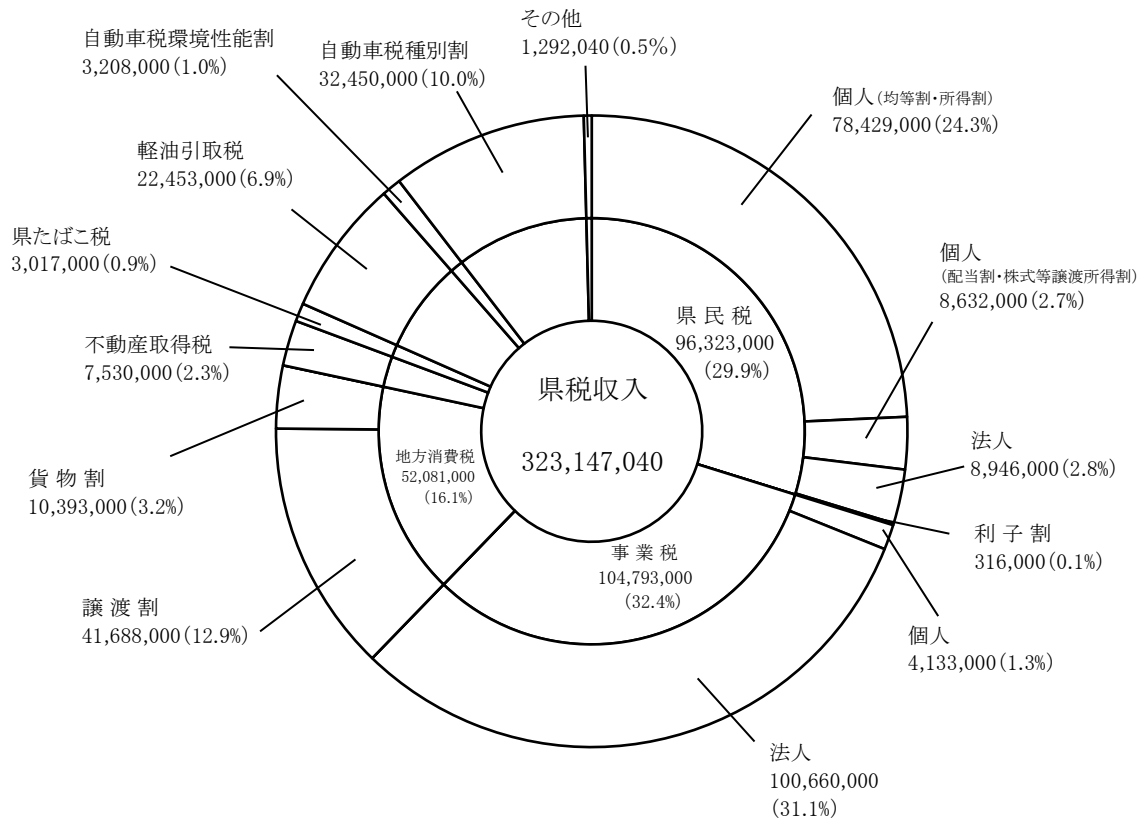 その他
1,292,040(0.5%)
個人(均等割・所得割)
78,429,000(24.3%)
個人
(配当割・株式等譲渡所得割)
8,632,000(2.7%)
法人
8,946,000(2.8%)
利 子 割
316,000(0.1%)
個人
4,133,000(1.3%)
法人
100,660,000
(31.1%)
譲 渡 割
41,688,000(12.9%)
貨 物 割
10,393,000(3.2%)
不動産取得税
7,530,000(2.3%)
県たばこ税
3,017,000(0.9%)
軽油引取税
22,453,000(6.9%)
自動車税環境性能割
3,208,000(1.0%)
自動車税種別割
32,450,000(10.0%)
県 民 税
96,323,000
(29.9%)
事 業 税
104,793,000
(32.4%)
地方消費税
52,081,000
(16.1%)
県税収入
323,147,040